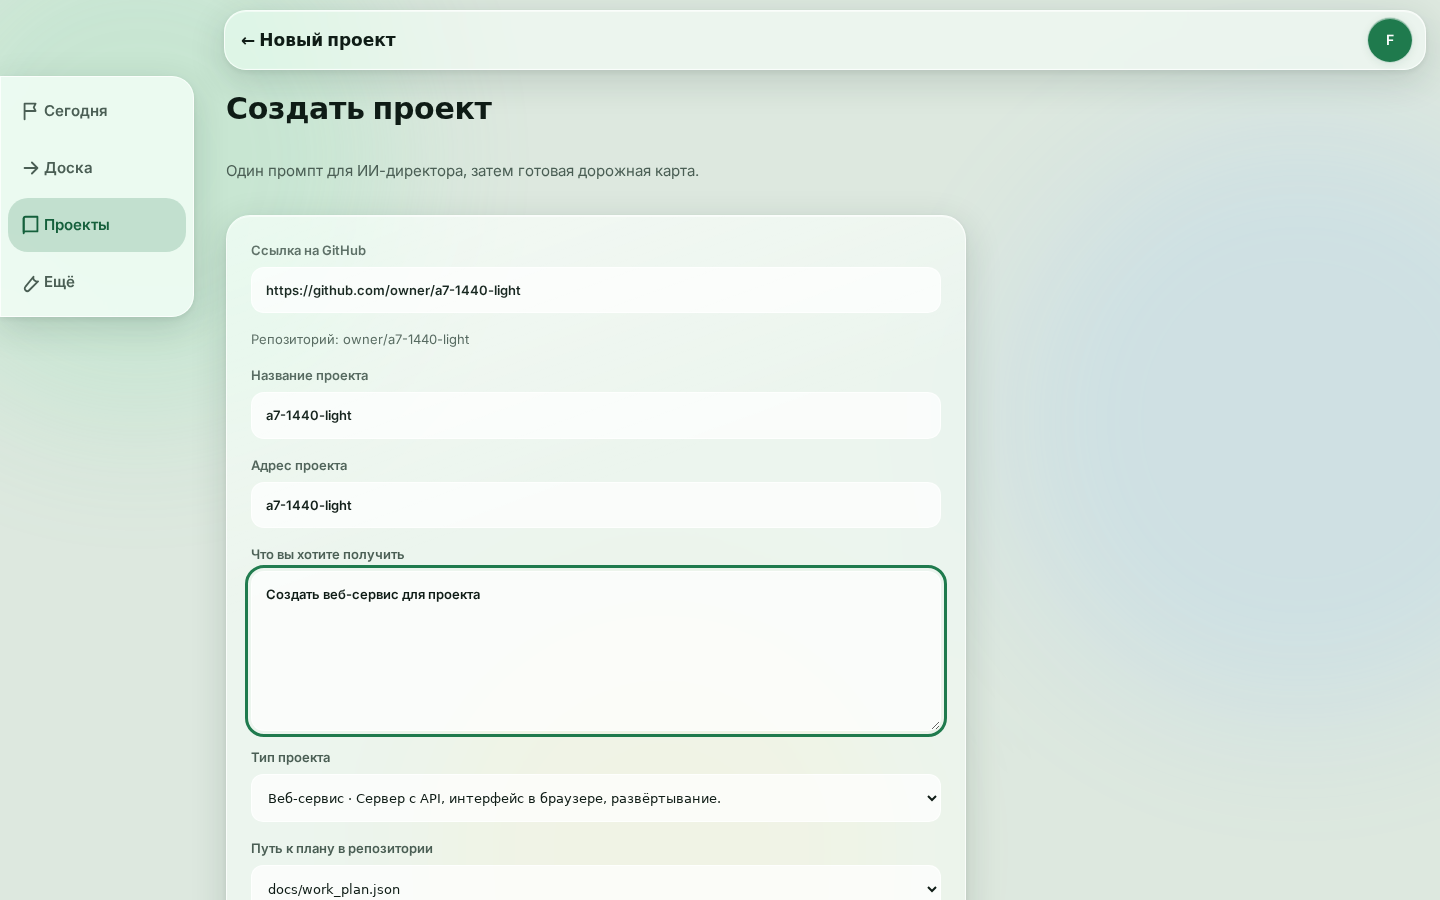 ← Новый проект
F
Сегодня
Доска
Проекты
Ещё
Создать проект
Один промпт для ИИ-директора, затем готовая дорожная карта.
Ссылка на GitHub
https://github.com/owner/a7-1440-light
Репозиторий: owner/a7-1440-light
Название проекта
a7-1440-light
Адрес проекта
a7-1440-light
Что вы хотите получить
Создать веб-сервис для проекта
Тип проекта
Веб-сервис · Сервер с API, интерфейс в браузере, развёртывание.
Путь к плану в репозитории
docs/work_plan.json